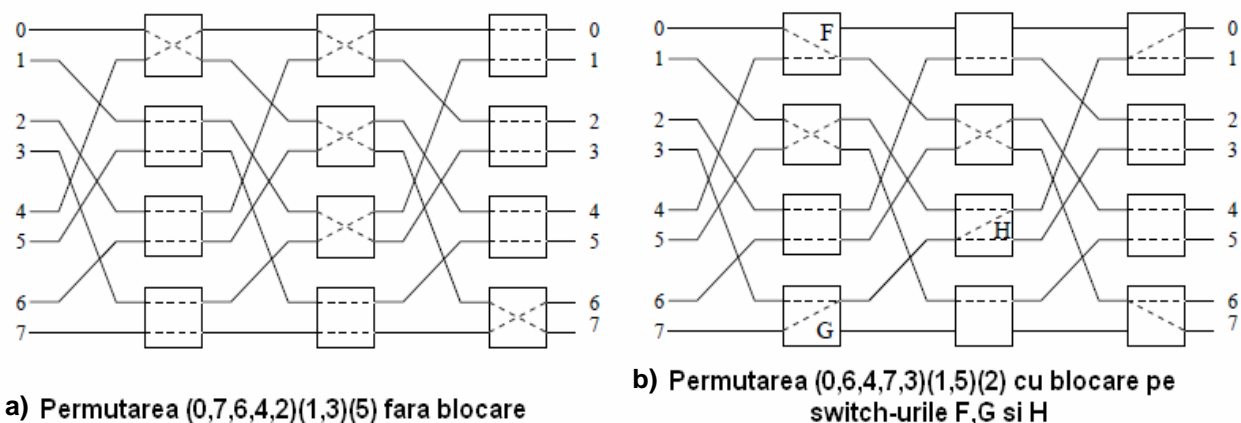 0 0
1 1
2 2
3 3
4 4
5 5
6 6
7 7
a) Permutarea (0,7,6,4,2)(1,3)(5) fara blocare
0 F 0
1 1
2 2
3 3
4 4
5 H 5
6 6
7 G 7
b) Permutarea (0,6,4,7,3)(1,5)(2) cu blocare pe
switch-urile F,G si H